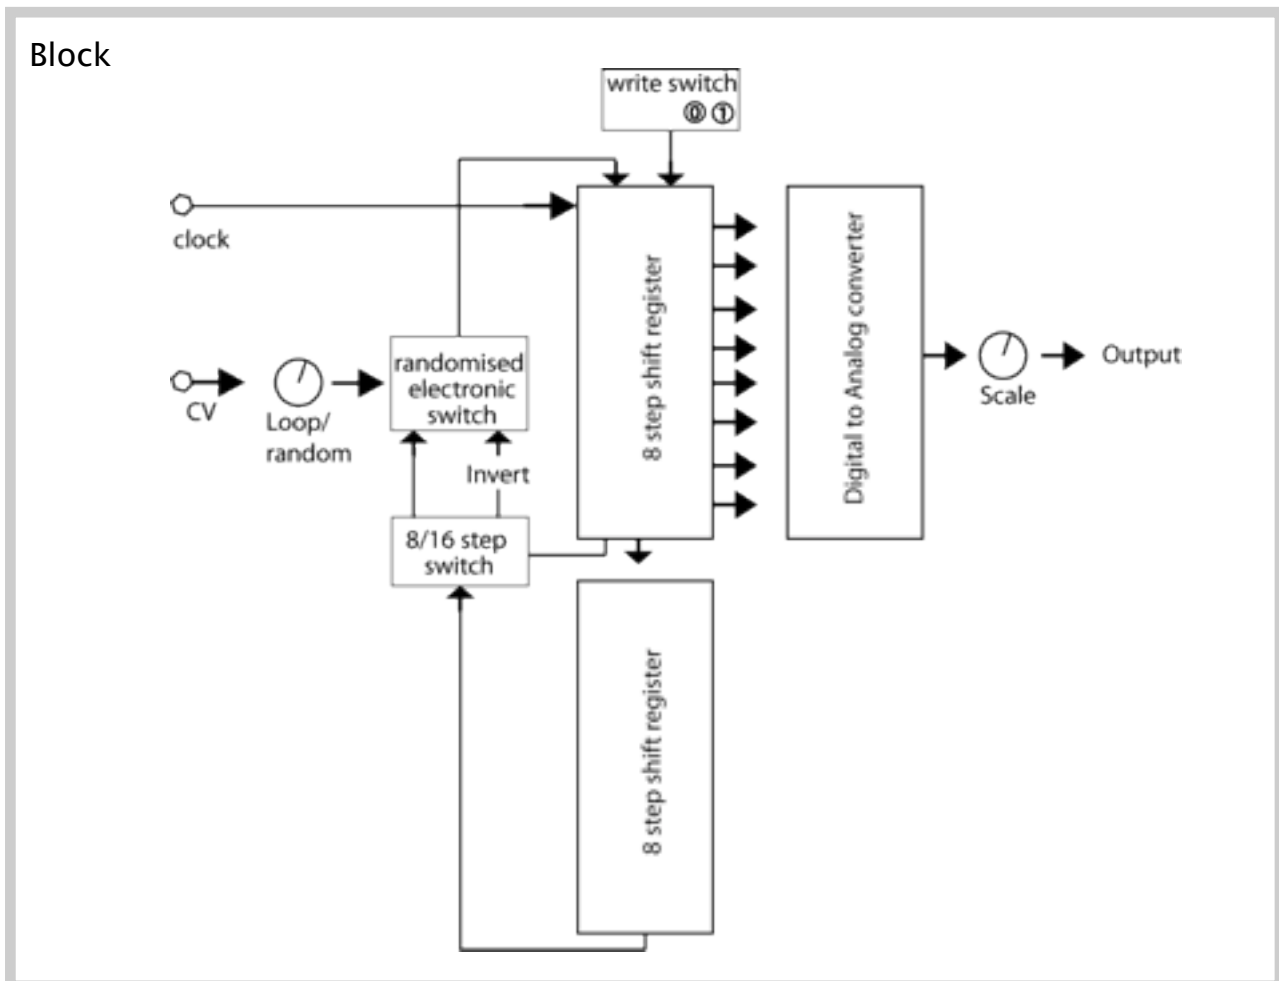 Block
write switch
⓪ ①
clock
CV
Loop/
random
randomised
electronic
switch
Invert
8/16 step
switch
8 step shift register
Digital to Analog converter
Scale
Output
8 step shift register